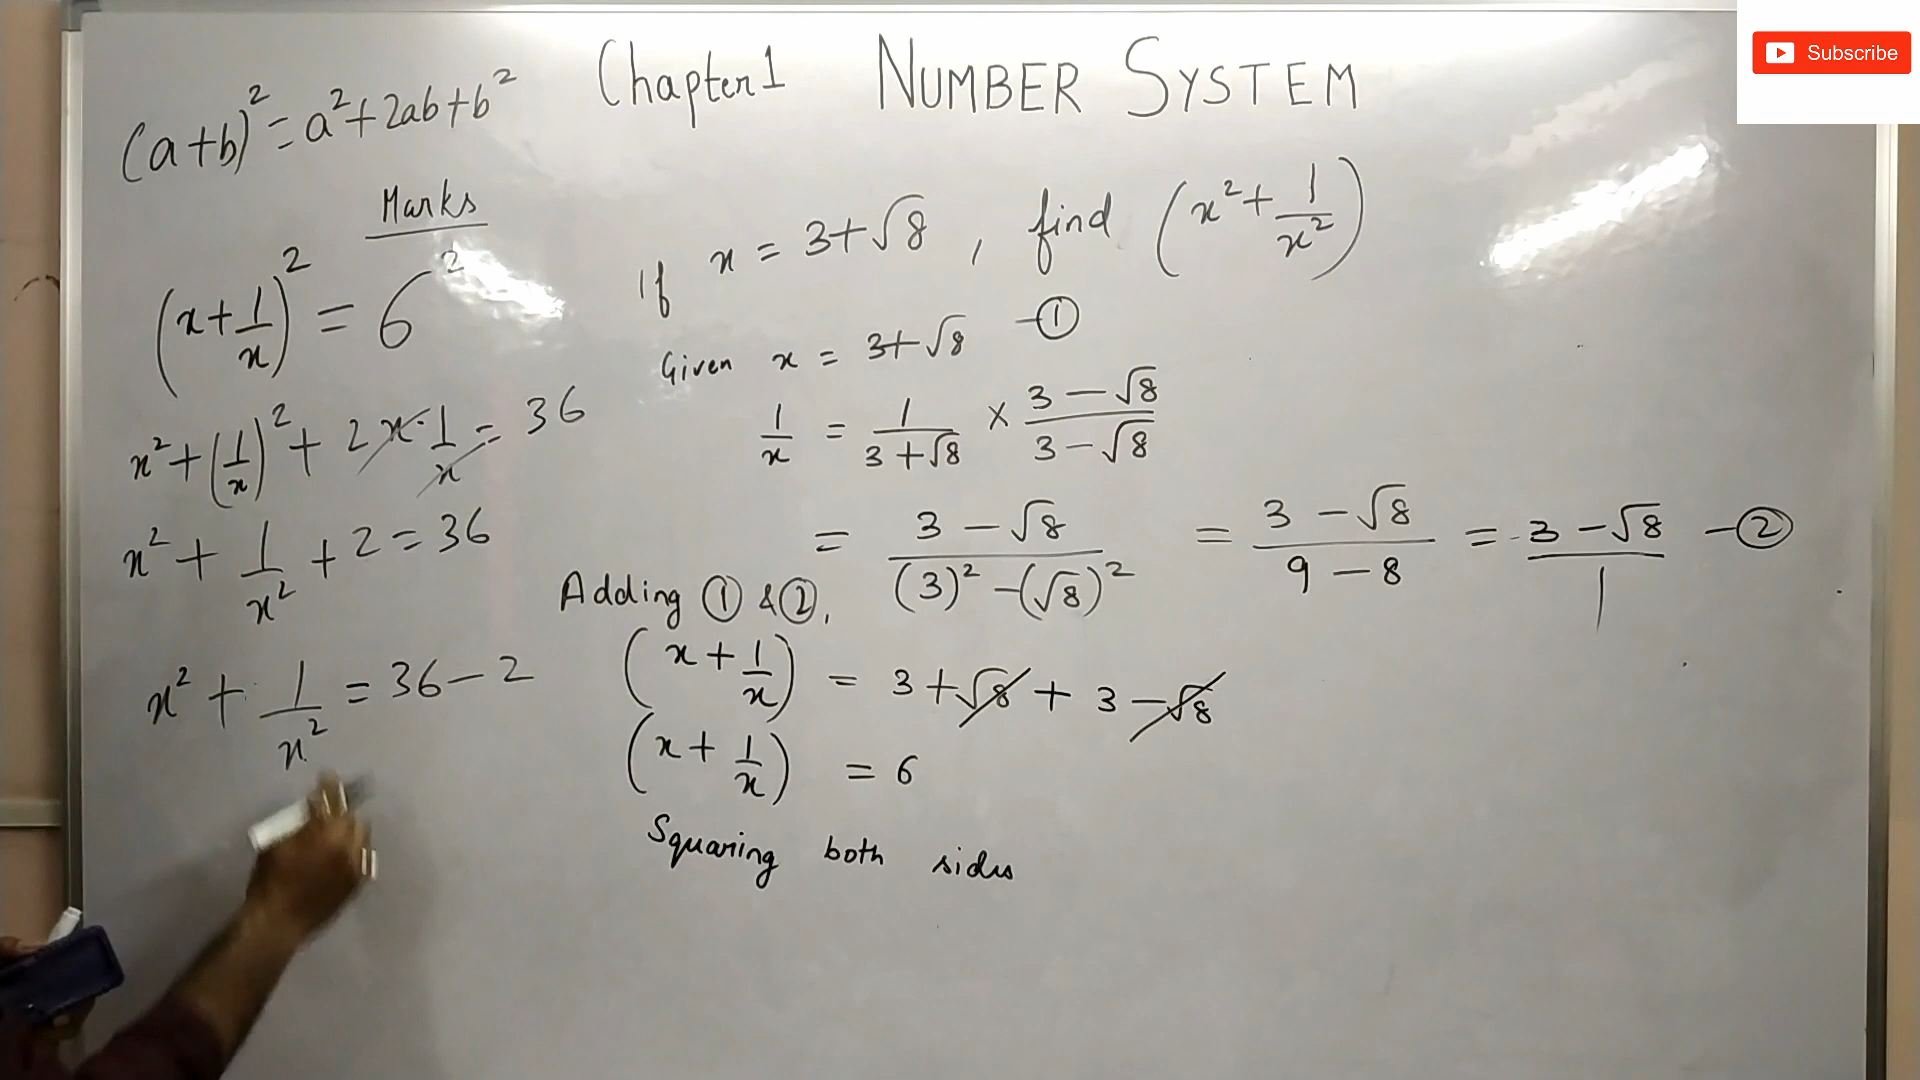 Chapter 1 NUMBER SYSTEM
Subscribe
(a+b)² = a²+2ab+b²
Marks
(x+1/x)² = 6²
x²+(1/x)²+2x·1/x = 36
x²+1/x²+2=36
x²+1/x²=36-2
If x = 3+√8, find (x²+1/x²)
Given x = 3+√8 -①
1/x = 1/(3+√8) × (3-√8)/(3-√8)
= (3-√8)/((3)²-(√8)²) = (3-√8)/(9-8) = (3-√8)/1 -②
Adding ① & ②,
(x+1/x) = 3+√8+3-√8
(x+1/x) = 6
Squaring both sides